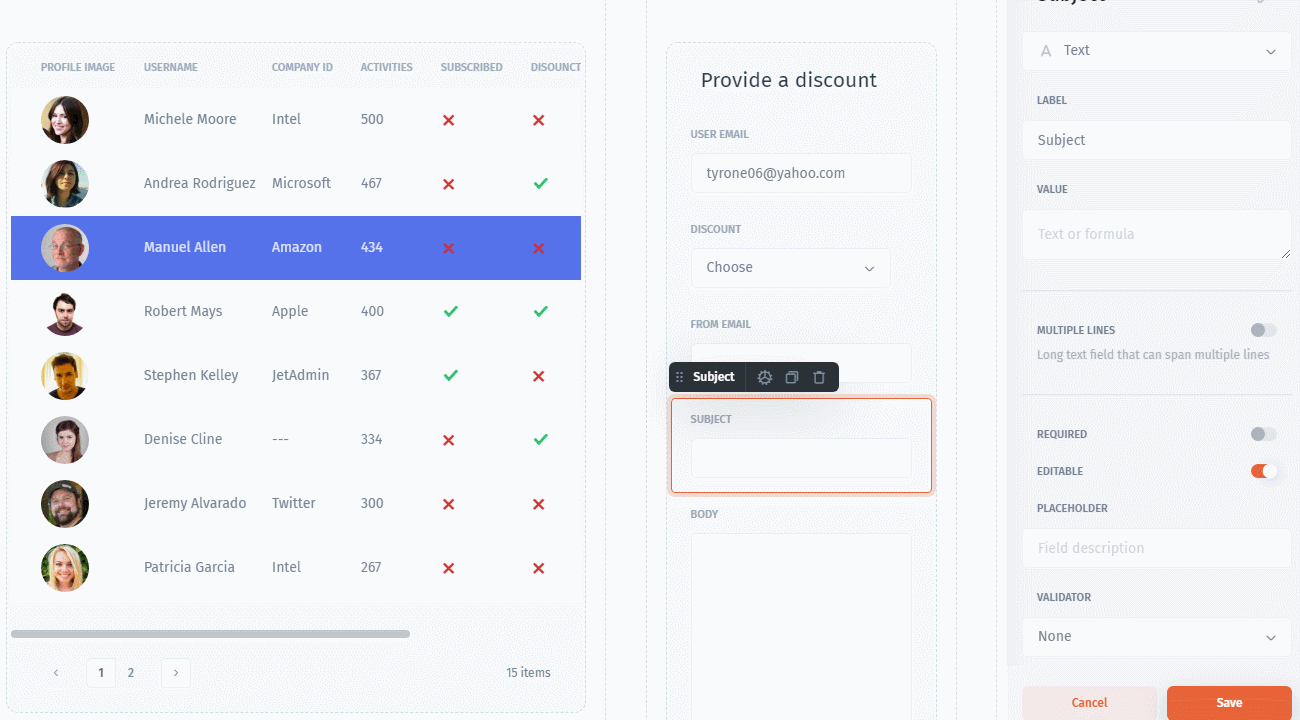 PROFILE IMAGE USERNAME COMPANY ID ACTIVITIES SUBSCRIBED DISOUNCT
Michele Moore Intel 500
Andrea Rodriguez Microsoft 467
Manuel Allen Amazon 434
Robert Mays Apple 400
Stephen Kelley JetAdmin 367
Denise Cline --- 334
Jeremy Alvarado Twitter 300
Patricia Garcia Intel 267
1 2 15 items
Provide a discount
USER EMAIL
tyrone06@yahoo.com
DISCOUNT
Choose
FROM EMAIL
Subject
SUBJECT
BODY
A Text
LABEL
Subject
VALUE
Text or formula
MULTIPLE LINES
Long text field that can span multiple lines
REQUIRED
EDITABLE
PLACEHOLDER
Field description
VALIDATOR
None
Cancel Save